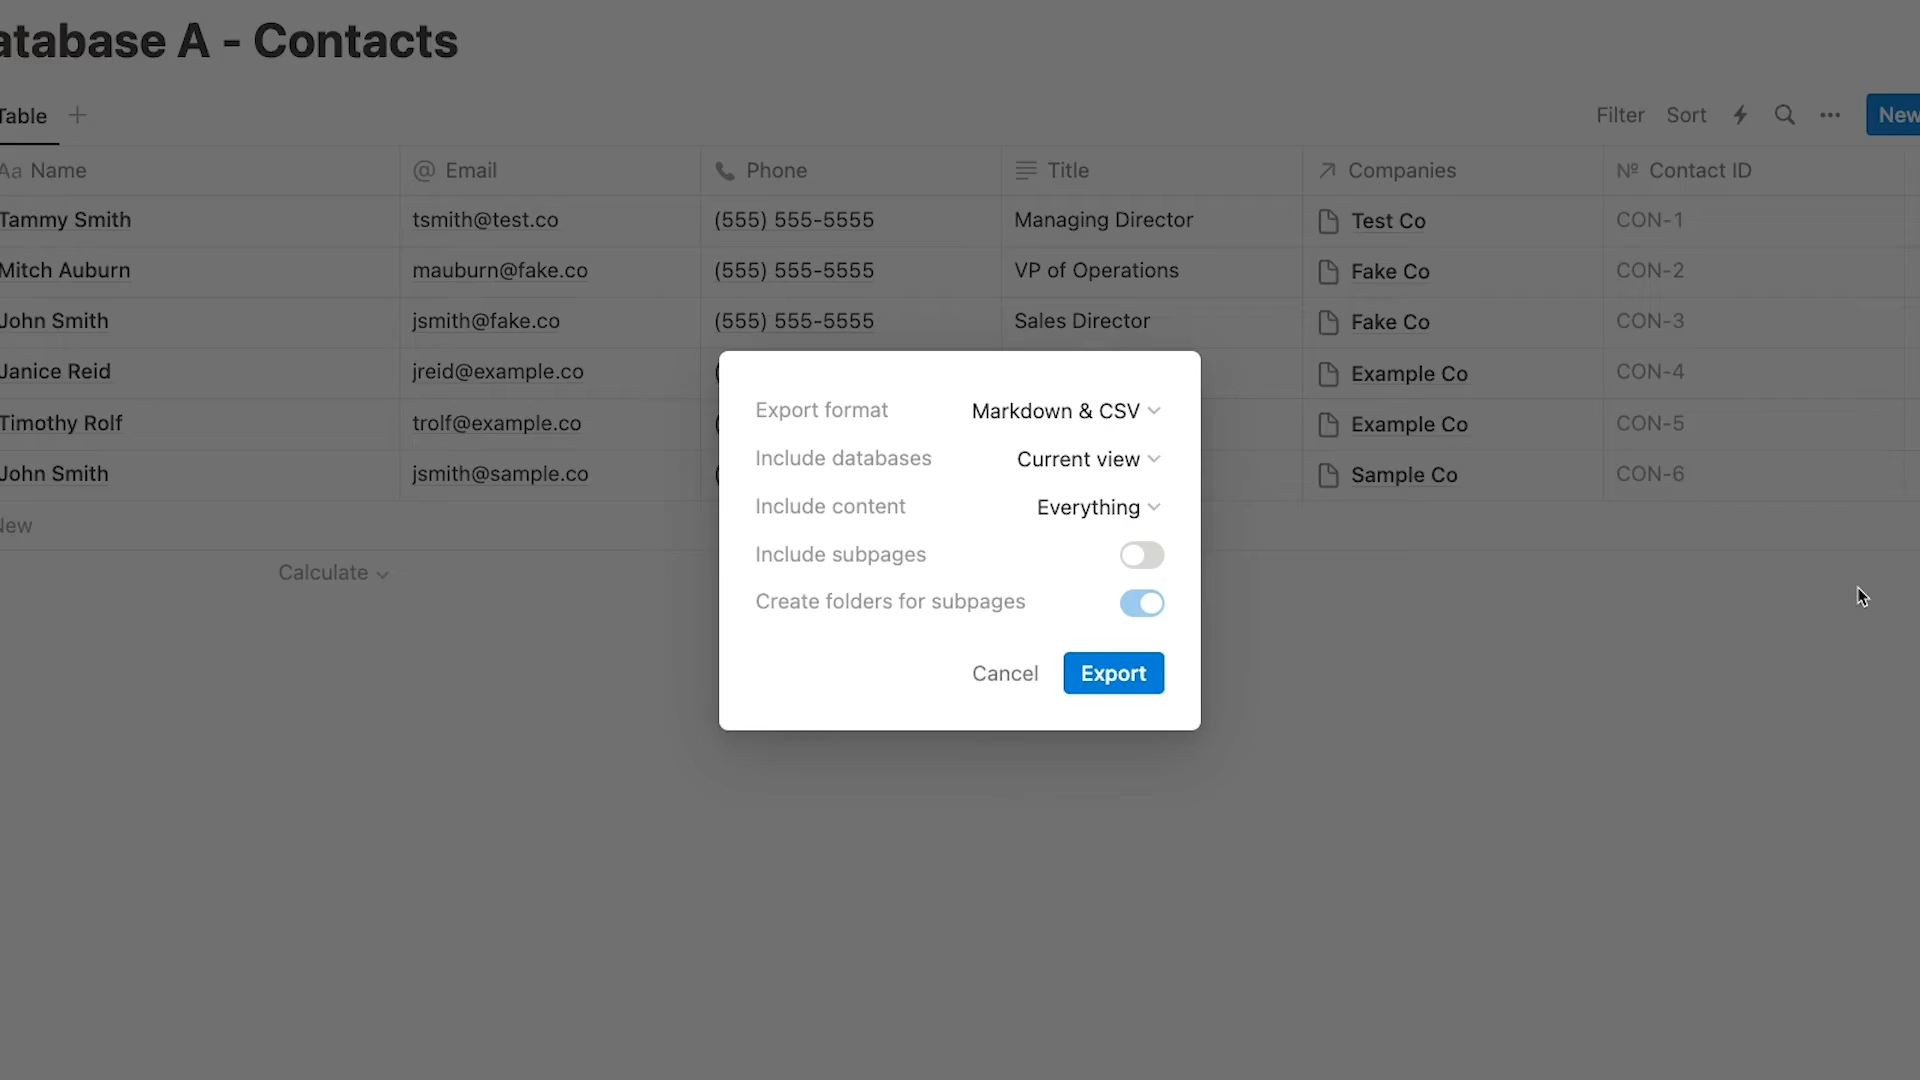 atabase A - Contacts
Table +
Filter Sort New
Aa Name @ Email Phone Title Companies Nº Contact ID
Tammy Smith tsmith@test.co (555) 555-5555 Managing Director Test Co CON-1
Mitch Auburn mauburn@fake.co (555) 555-5555 VP of Operations Fake Co CON-2
John Smith jsmith@fake.co (555) 555-5555 Sales Director Fake Co CON-3
Janice Reid jreid@example.co ( Example Co CON-4
Timothy Rolf trolf@example.co ( Example Co CON-5
John Smith jsmith@sample.co ( Sample Co CON-6
New
Calculate
Export format Markdown & CSV
Include databases Current view
Include content Everything
Include subpages
Create folders for subpages
Cancel Export